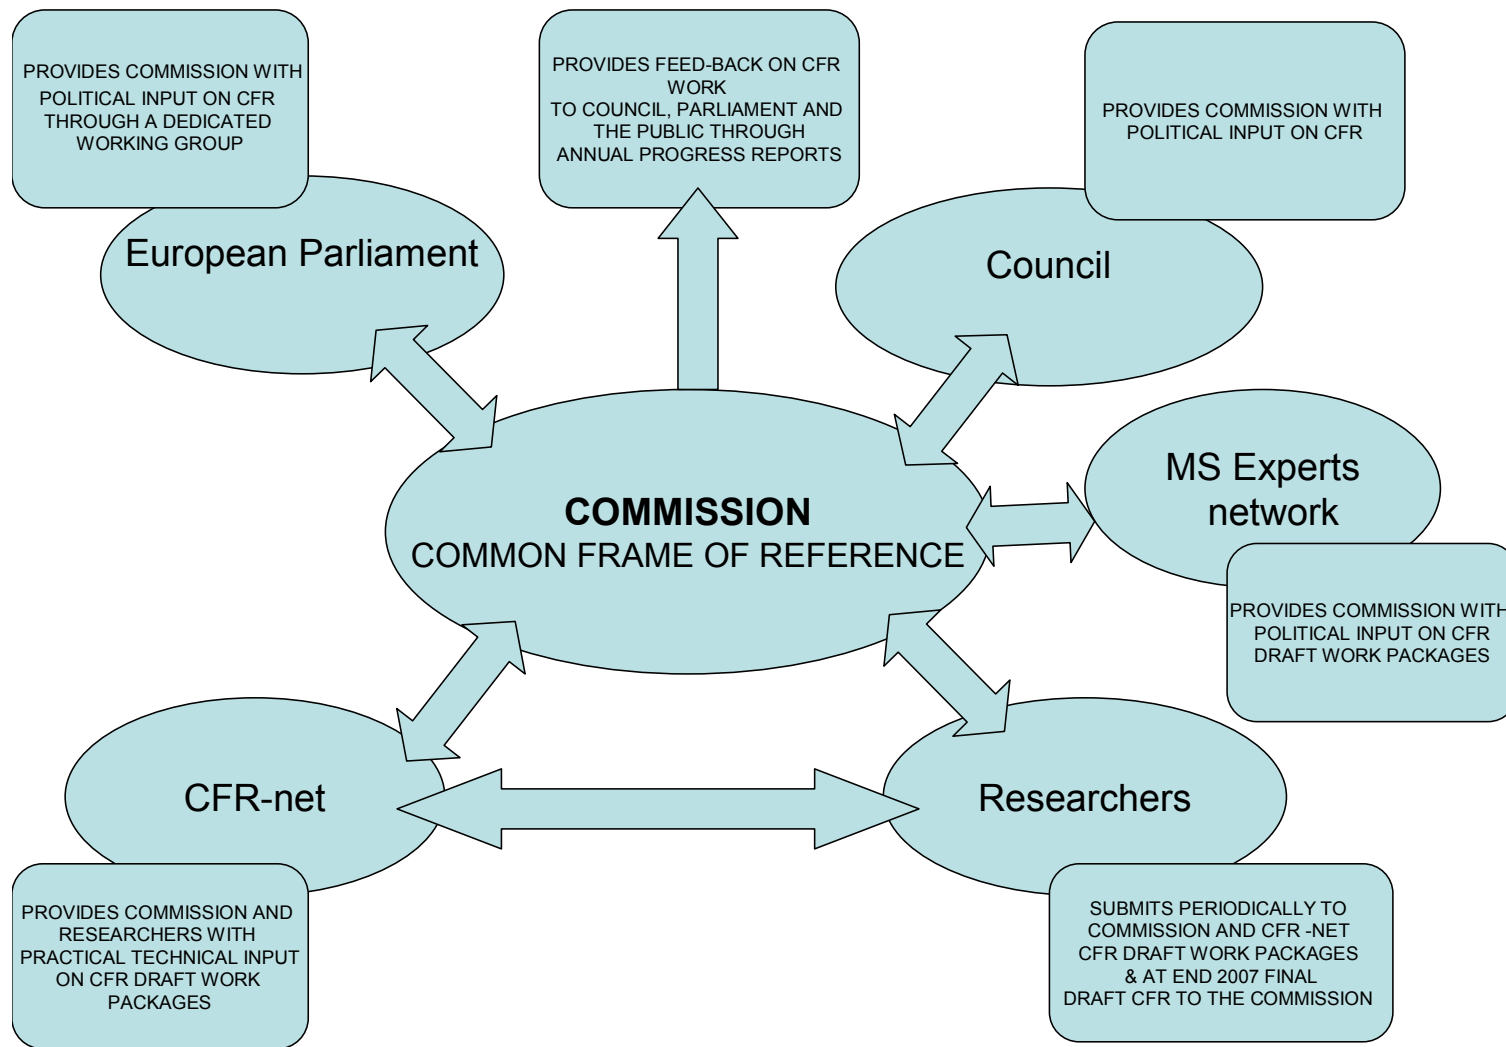 PROVIDES COMMISSION WITH
POLITICAL INPUT ON CFR
THROUGH A DEDICATED
WORKING GROUP
European Parliament
PROVIDES FEED-BACK ON CFR
WORK
TO COUNCIL, PARLIAMENT AND
THE PUBLIC THROUGH
ANNUAL PROGRESS REPORTS
PROVIDES COMMISSION WITH
POLITICAL INPUT ON CFR
Council
COMMISSION
COMMON FRAME OF REFERENCE
MS Experts
network
PROVIDES COMMISSION WITH
POLITICAL INPUT ON CFR
DRAFT WORK PACKAGES
CFR-net
PROVIDES COMMISSION AND
RESEARCHERS WITH
PRACTICAL TECHNICAL INPUT
ON CFR DRAFT WORK
PACKAGES
Researchers
SUBMITS PERIODICALLY TO
COMMISSION AND CFR -NET
CFR DRAFT WORK PACKAGES
& AT END 2007 FINAL
DRAFT CFR TO THE COMMISSION